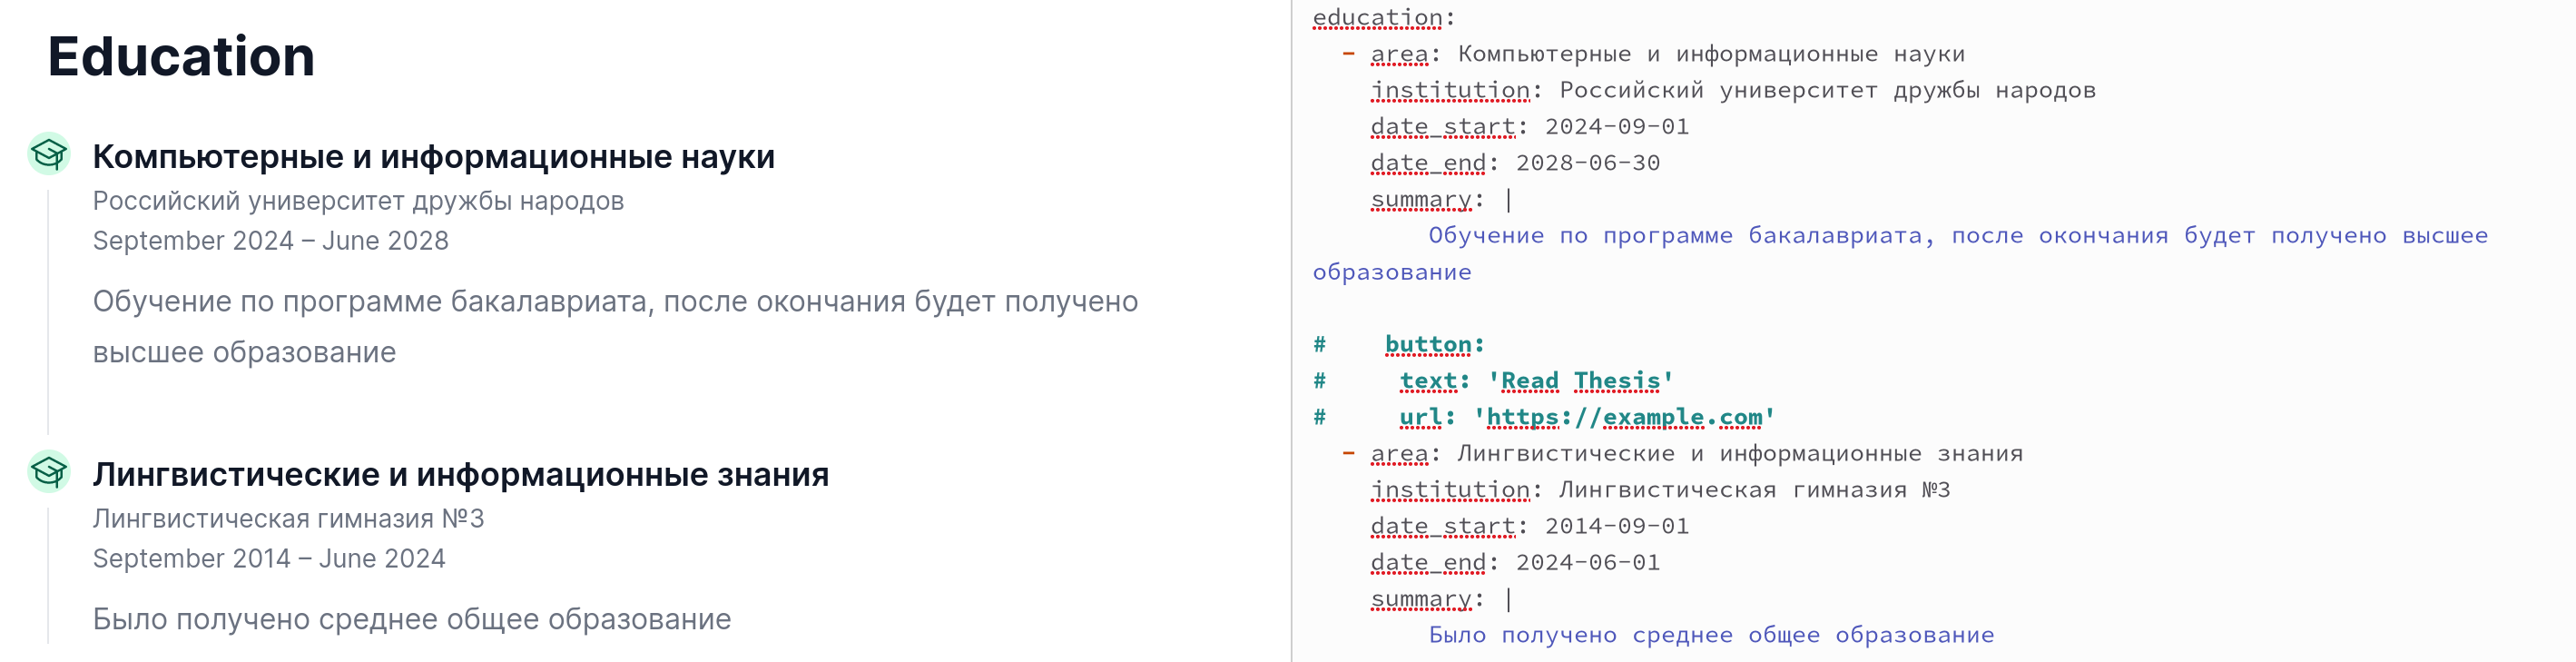 Education
Компьютерные и информационные науки
Российский университет дружбы народов
September 2024 – June 2028
Обучение по программе бакалавриата, после окончания будет получено
высшее образование
Лингвистические и информационные знания
Лингвистическая гимназия №3
September 2014 – June 2024
Было получено среднее общее образование
education:
  - area: Компьютерные и информационные науки
    institution: Российский университет дружбы народов
    date_start: 2024-09-01
    date_end: 2028-06-30
    summary: |
        Обучение по программе бакалавриата, после окончания будет получено высшее
образование
#    button:
#     text: 'Read Thesis'
#     url: 'https://example.com'
  - area: Лингвистические и информационные знания
    institution: Лингвистическая гимназия №3
    date_start: 2014-09-01
    date_end: 2024-06-01
    summary: |
        Было получено среднее общее образование